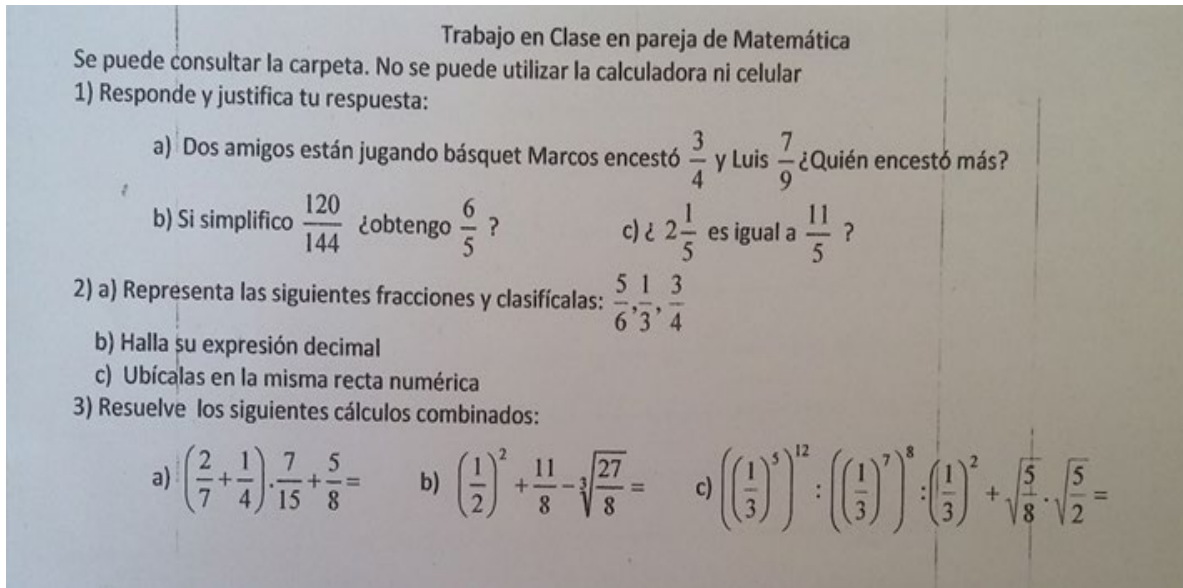 Trabajo en Clase en pareja de Matemática
Se puede consultar la carpeta. No se puede utilizar la calculadora ni celular
1) Responde y justifica tu respuesta:
a) Dos amigos están jugando básquet Marcos encestó 3/4 y Luis 7/9 ¿Quién encestó más?
b) Si simplifico 120/144 ¿obtengo 6/5 ? c) ¿ 2 1/5 es igual a 11/5 ?
2) a) Representa las siguientes fracciones y clasifícalas: 5/6, 1/3, 3/4
b) Halla su expresión decimal
c) Ubícalas en la misma recta numérica
3) Resuelve los siguientes cálculos combinados:
a) (2/7 + 1/4) . 7/15 + 5/8 = b) (1/2)² + 11/8 - ∛(27/8) = c) ((1/3)⁵)¹² : ((1/3)⁷)⁸ : (1/3)² + √(5/8) . √(5/2) =